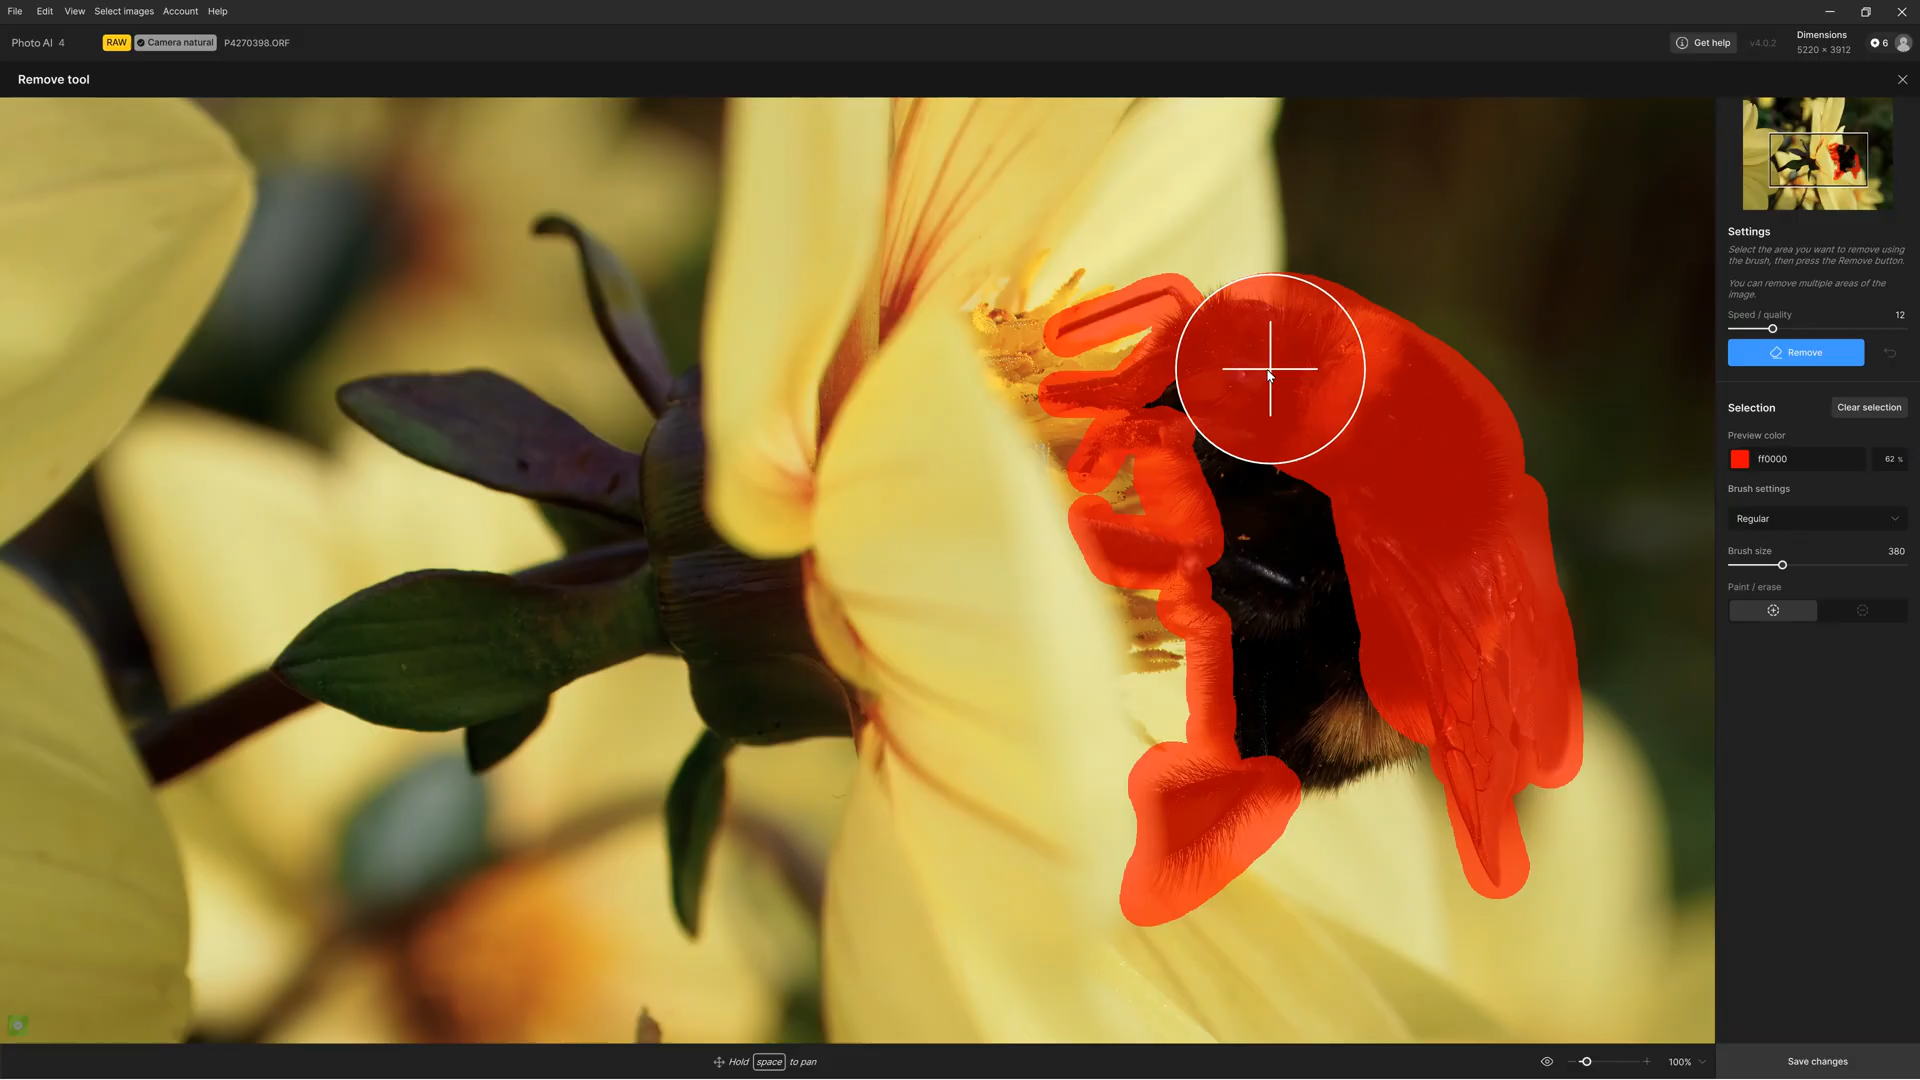 File Edit View Select images Account Help
Photo AI 4 RAW Camera natural P4270398.ORF Get help v4.0.2 Dimensions 6
5220 × 3912
Remove tool
Settings
Select the area you want to remove using
the brush, then press the Remove button.
You can remove multiple areas of the
image.
Speed / quality 12
Remove
Selection Clear selection
Preview color
ff0000 62 %
Brush settings
Regular
Brush size 380
Paint / erase
Hold space to pan 100% Save changes